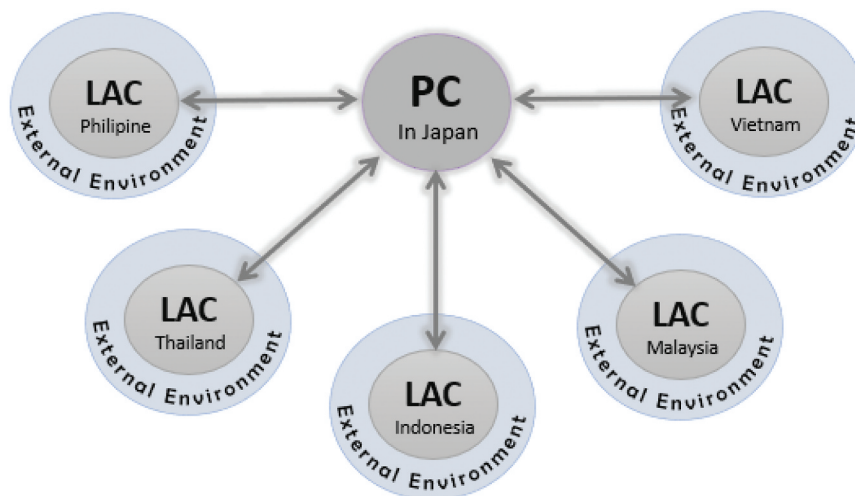 LAC
Philipine
External Environment
PC
In Japan
LAC
Vietnam
External Environment
LAC
Thailand
External Environment
LAC
Indonesia
External Environment
LAC
Malaysia
External Environment